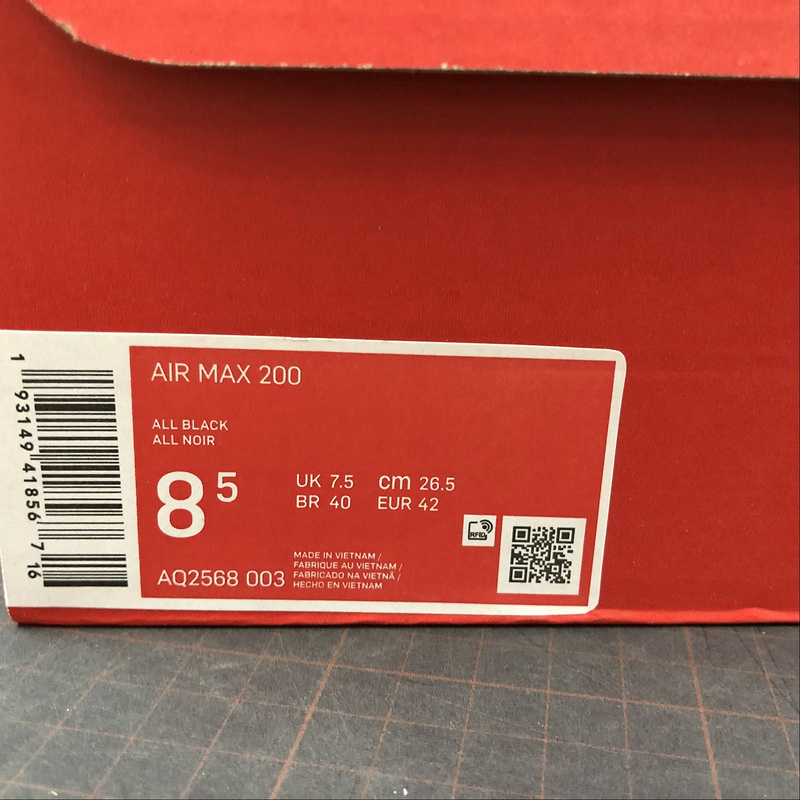 AIR MAX 200
ALL BLACK
ALL NOIR
8 5
UK 7.5 cm 26.5
BR 40 EUR 42
RFID
AQ2568 003
MADE IN VIETNAM /
FABRIQUE AU VIETNAM /
FABRICADO NA VIETNÃ /
HECHO EN VIETNAM
1 93149 41856 7 16